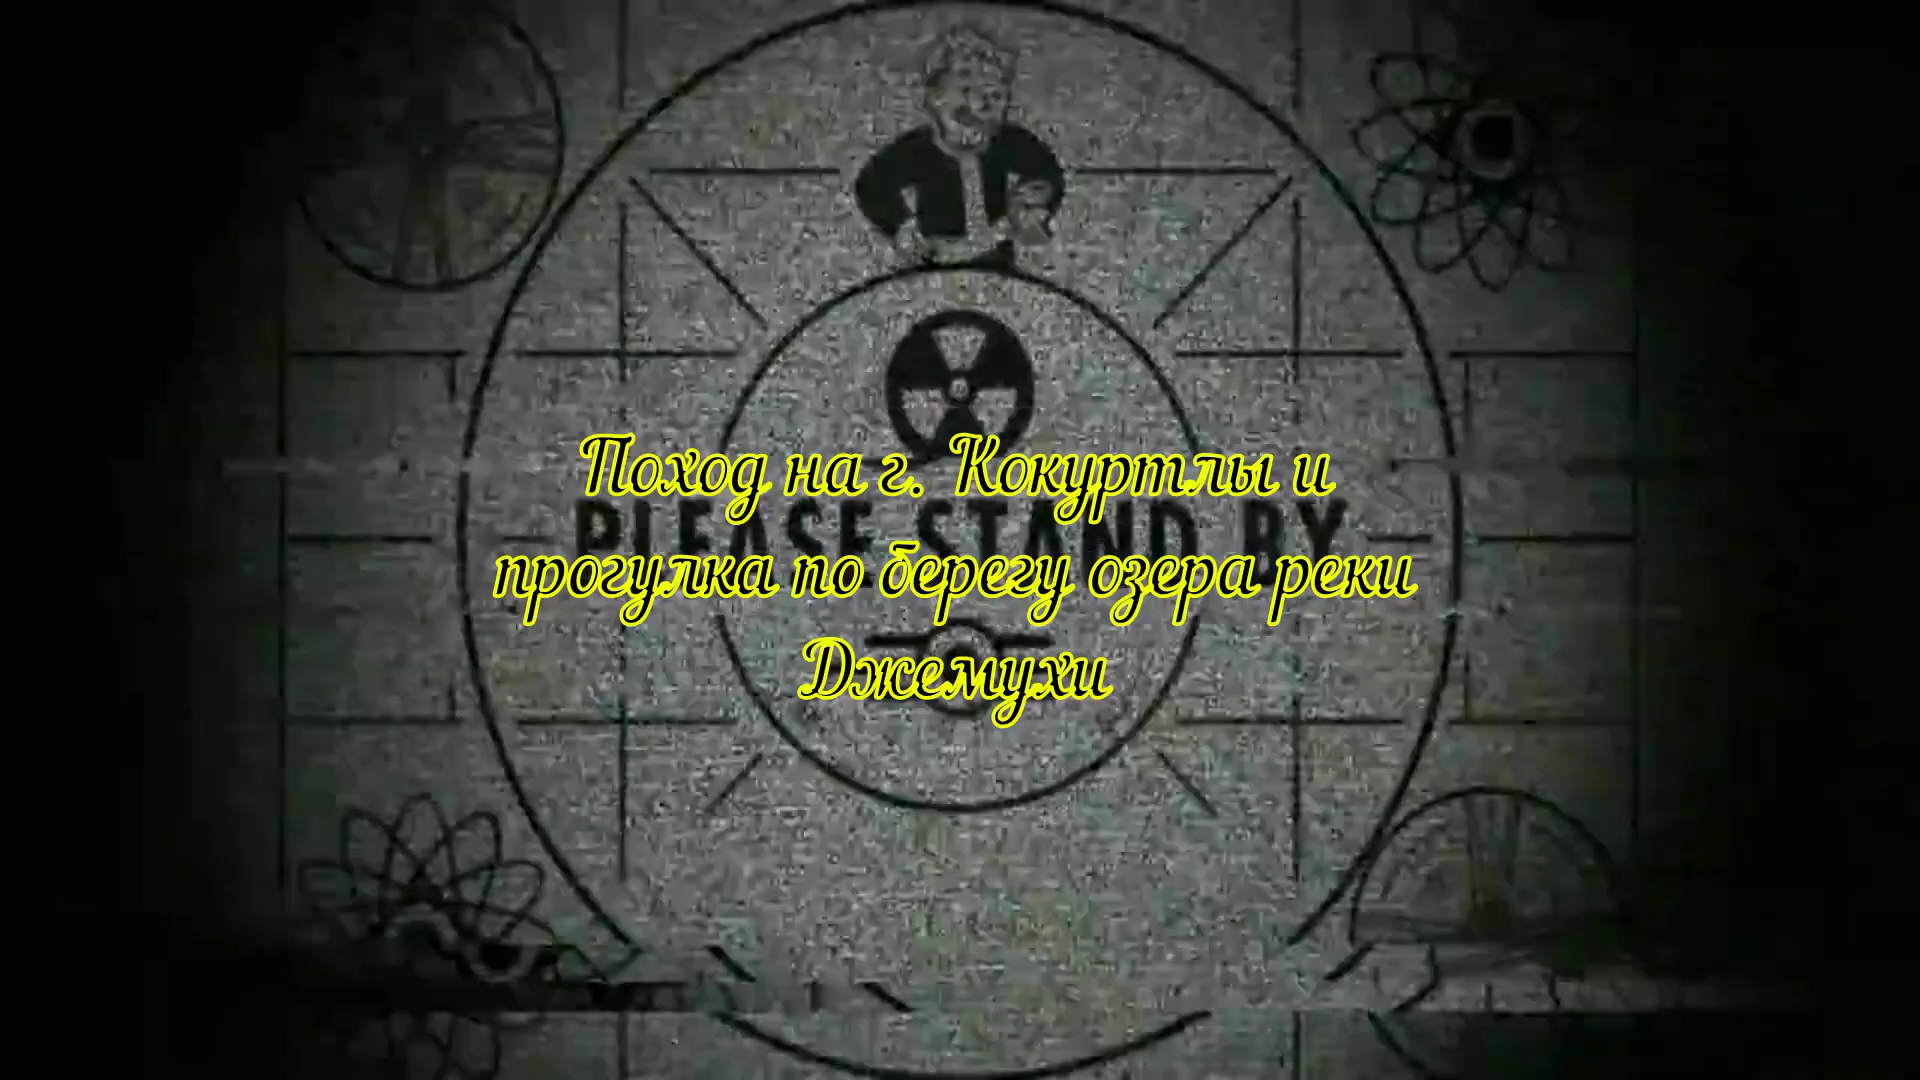 Поход на г. Кокуртлы и
PLEASE STAND BY
прогулка по берегу озера реки
Джемухи